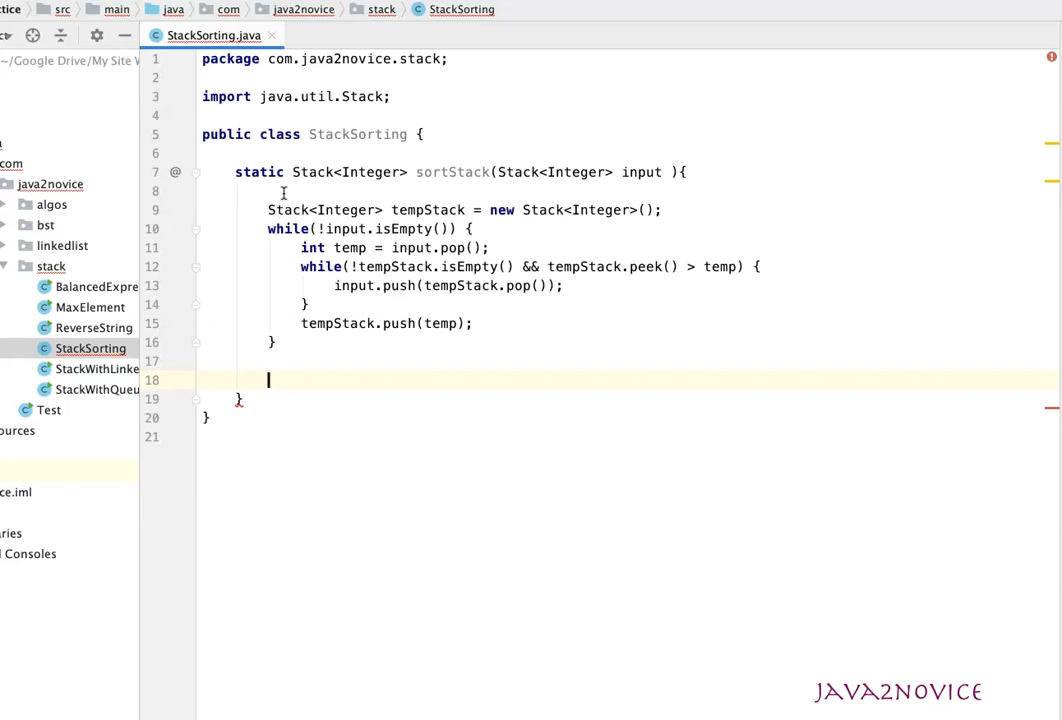 tice src main java com java2novice stack StackSorting
StackSorting.java
~/Google Drive/My Site W
com
java2novice
algos
bst
linkedlist
stack
BalancedExpre
MaxElement
ReverseString
StackSorting
StackWithLinke
StackWithQueu
Test
ources
ce.iml
aries
d Consoles
1 package com.java2novice.stack;
2
3 import java.util.Stack;
4
5 public class StackSorting {
6
7 @ static Stack<Integer> sortStack(Stack<Integer> input ){
8
9 Stack<Integer> tempStack = new Stack<Integer>();
10 while(!input.isEmpty()) {
11 int temp = input.pop();
12 while(!tempStack.isEmpty() && tempStack.peek() > temp) {
13 input.push(tempStack.pop());
14 }
15 tempStack.push(temp);
16 }
17
18
19 }
20 }
21
JAVA2NOVICE